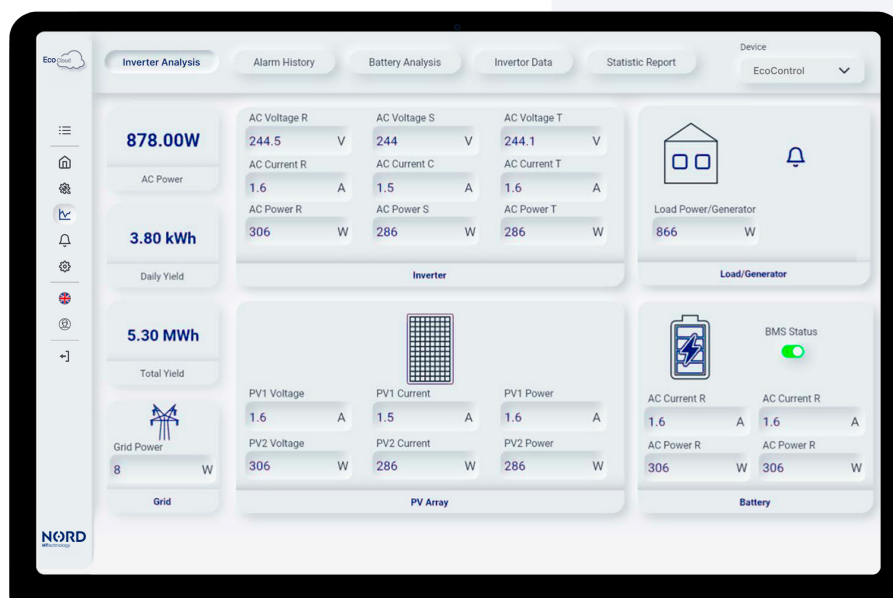 Eco Cloud
Inverter Analysis
Alarm History
Battery Analysis
Invertor Data
Statistic Report
Device
EcoControl
878.00W
AC Power
3.80 kWh
Daily Yield
5.30 MWh
Total Yield
Grid Power
8 W
Grid
AC Voltage R AC Voltage S AC Voltage T
244.5 V 244 V 244.1 V
AC Current R AC Current C AC Current T
1.6 A 1.5 A 1.6 A
AC Power R AC Power S AC Power T
306 W 286 W 286 W
Inverter
Load Power/Generator
866 W
Load/Generator
PV1 Voltage PV1 Current PV1 Power
1.6 A 1.5 A 1.6 A
PV2 Voltage PV2 Current PV2 Power
306 W 286 W 286 W
PV Array
BMS Status
AC Current R AC Current R
1.6 A 1.6 A
AC Power R AC Power R
306 W 306 W
Battery
NORD